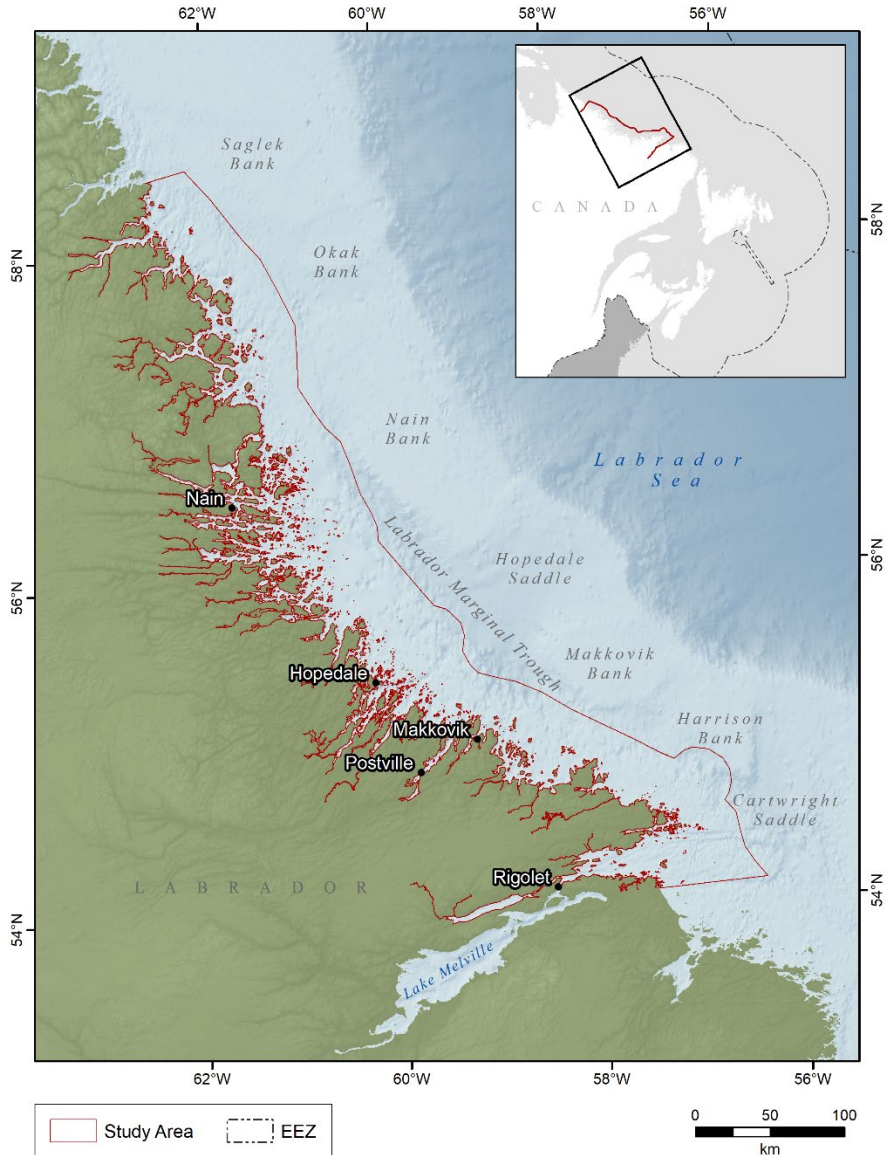 62°W
60°W
58°W
56°W
Saglek
Bank
CANADA
58°N
58°N
Okak
Bank
Nain
Bank
Labrador
Sea
Nain
Labrador Marginal Trough
Hopedale
Saddle
56°N
56°N
Makkovik
Bank
Hopedale
Harrison
Bank
Makkovik
Postville
Cartwright
Saddle
LABRADOR
Rigolet
54°N
54°N
Lake Melville
62°W
60°W
58°W
56°W
Study Area
EEZ
0 50 100
km